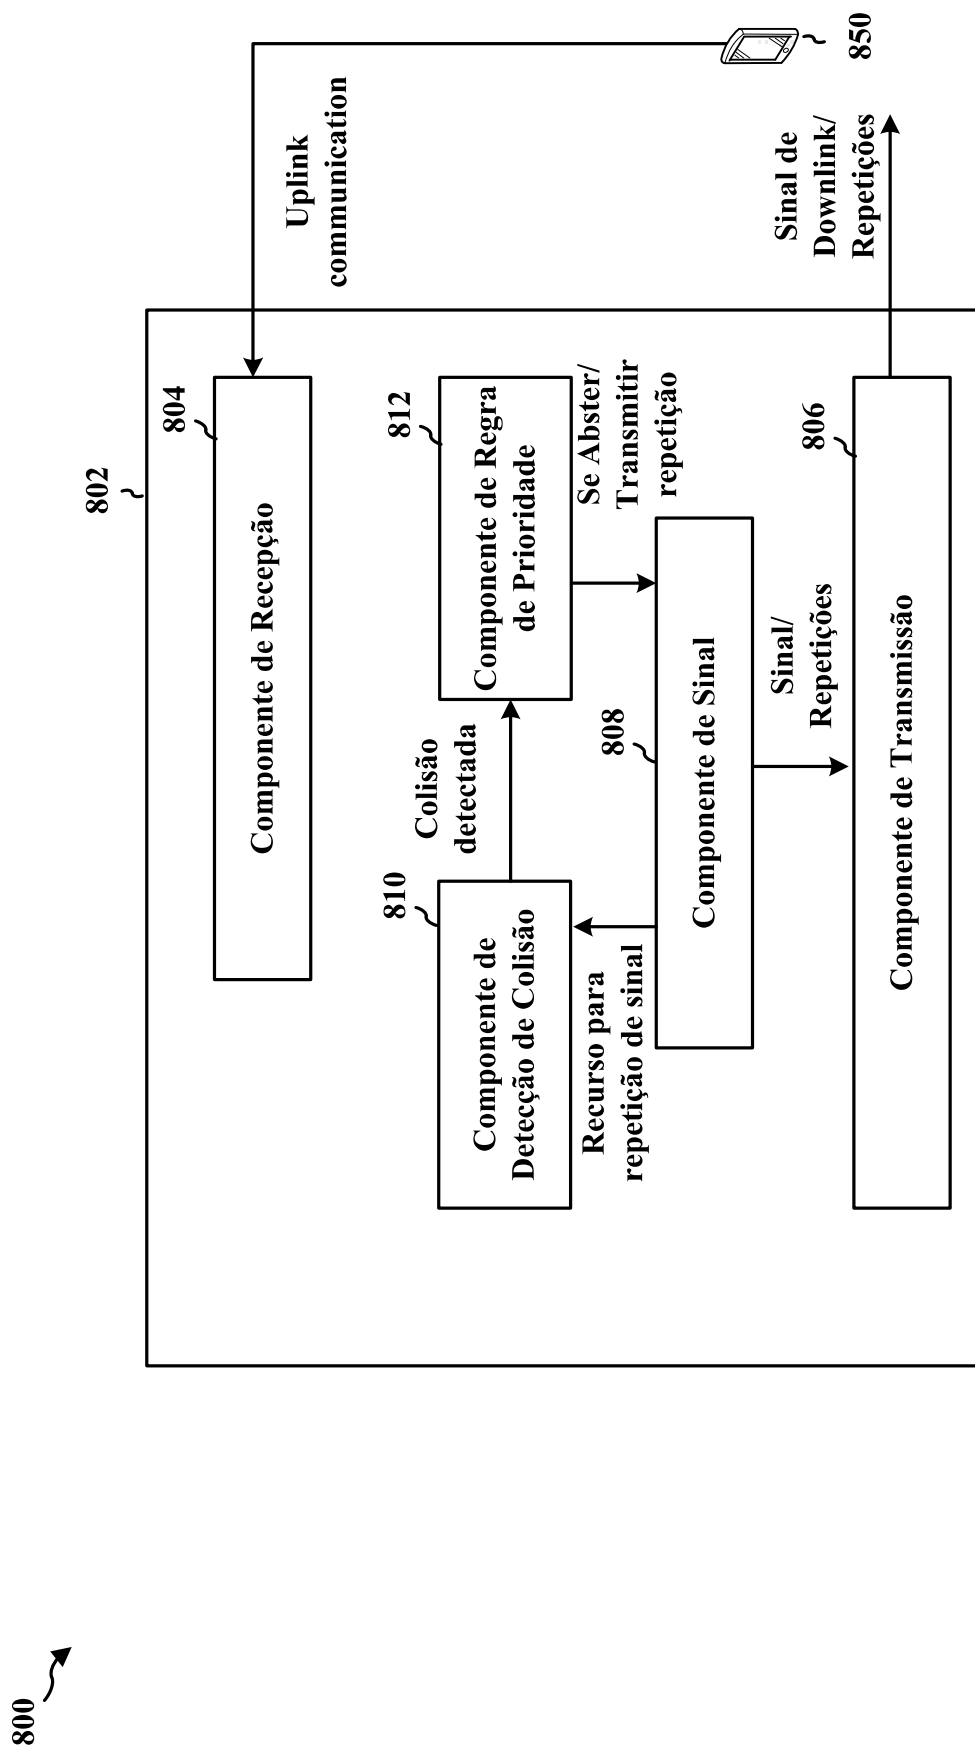 800
802
804
Componente de Recepção
Uplink
communication
850
810
Componente de
Detecção de Colisão
Colisão
detectada
812
Componente de Regra
de Prioridade
Recurso para
repetição de sinal
Se Abster/
Transmitir
repetição
808
Componente de Sinal
Sinal/
Repetições
806
Componente de Transmissão
Sinal de
Downlink/
Repetições